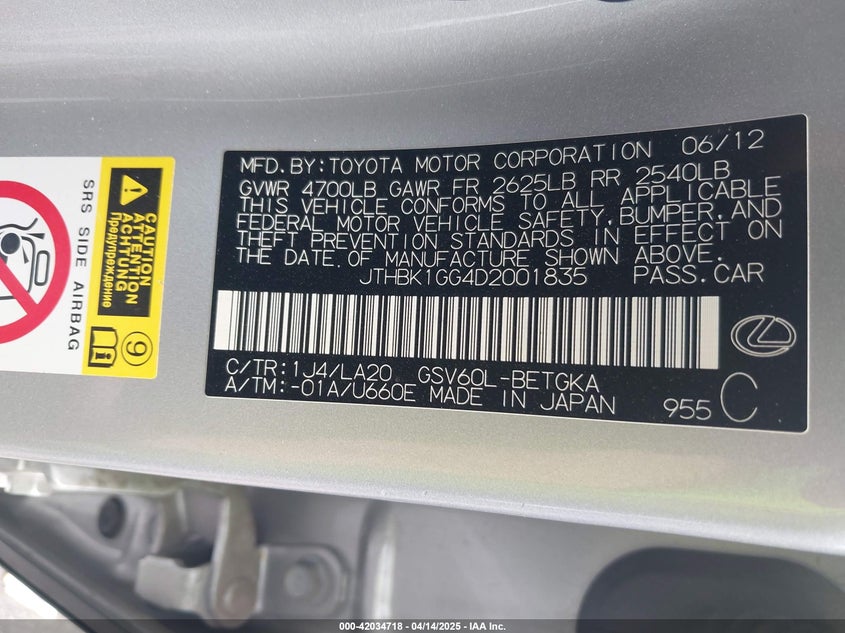 MFD.BY:TOYOTA MOTOR CORPORATION 06/12
GVWR 4700LB GAWR FR 2625LB RR 2540LB
THIS VEHICLE CONFORMS TO ALL APPLICABLE
FEDERAL MOTOR VEHICLE SAFETY,BUMPER,AND
THEFT PREVENTION STANDARDS IN EFFECT ON
THE DATE OF MANUFACTURE SHOWN ABOVE.
JTHBK1GG4D2001835 PASS.CAR
C/TR:1J4/LA20 GSV60L-BETGKA
A/TM:-01A/U660E MADE IN JAPAN 955 C
SRS SIDE AIRBAG
CAUTION
ATTENTION
ACHTUNG
Предупреждение
9
000-42034718 - 04/14/2025 - IAA Inc.